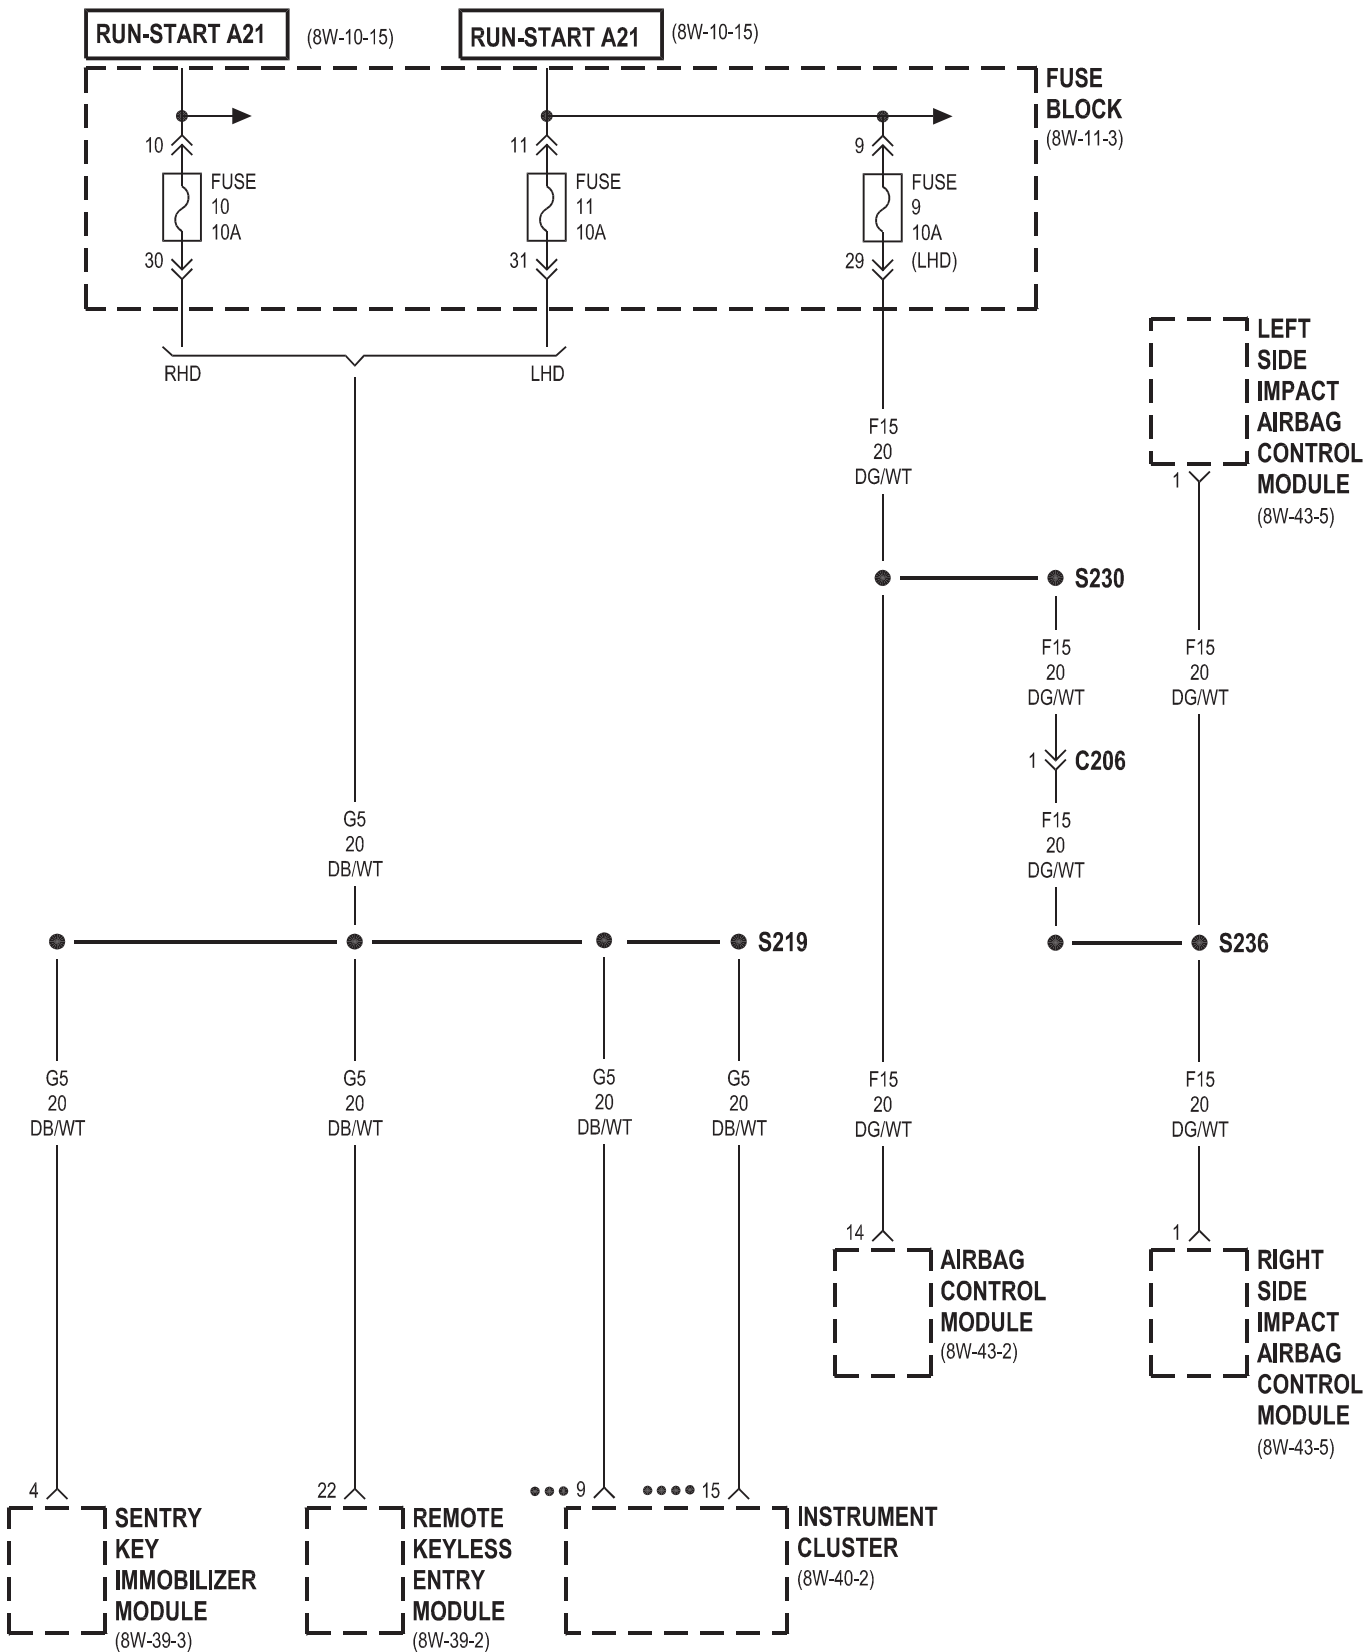 RUN-START A21
(8W-10-15)
RUN-START A21
(8W-10-15)
FUSE
BLOCK
(8W-11-3)
10
FUSE
10
10A
30
11
FUSE
11
10A
31
9
FUSE
9
10A
(LHD)
29
RHD
LHD
LEFT
SIDE
IMPACT
AIRBAG
CONTROL
MODULE
(8W-43-5)
1
F15
20
DG/WT
S230
F15
20
DG/WT
F15
20
DG/WT
1
C206
F15
20
DG/WT
G5
20
DB/WT
S219
S236
G5
20
DB/WT
G5
20
DB/WT
G5
20
DB/WT
G5
20
DB/WT
F15
20
DG/WT
F15
20
DG/WT
14
AIRBAG
CONTROL
MODULE
(8W-43-2)
1
RIGHT
SIDE
IMPACT
AIRBAG
CONTROL
MODULE
(8W-43-5)
4
SENTRY
KEY
IMMOBILIZER
MODULE
(8W-39-3)
22
REMOTE
KEYLESS
ENTRY
MODULE
(8W-39-2)
9
15
INSTRUMENT
CLUSTER
(8W-40-2)